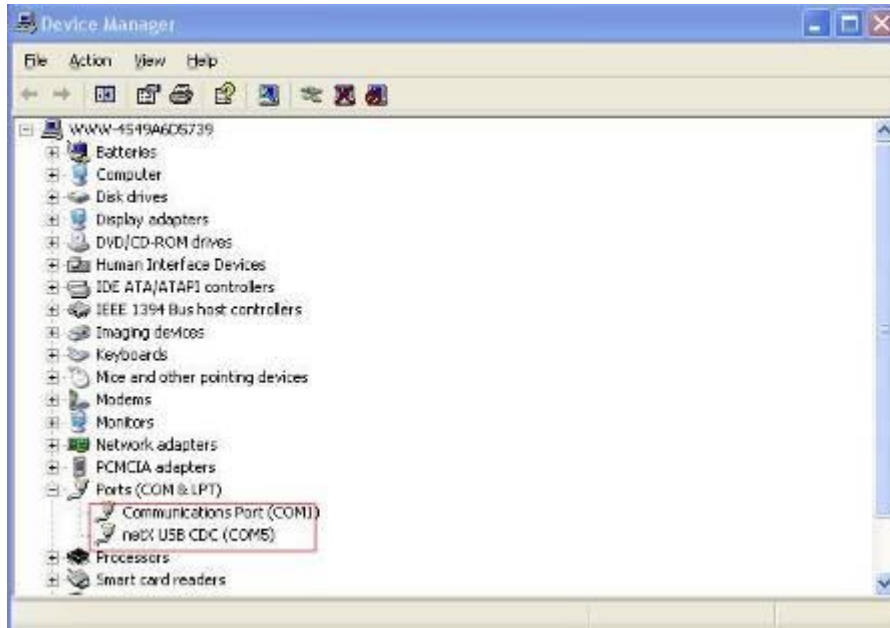 Device Manager
File Action View Help
WWW-4549A6D5739
Batteries
Computer
Disk drives
Display adapters
DVD/CD-ROM drives
Human Interface Devices
IDE ATA/ATAPI controllers
IEEE 1394 Bus host controllers
Imaging devices
Keyboards
Mice and other pointing devices
Modems
Monitors
Network adapters
PCMCIA adapters
Ports (COM & LPT)
Communications Port (COM1)
netX USB CDC (COM5)
Processors
Smart card readers